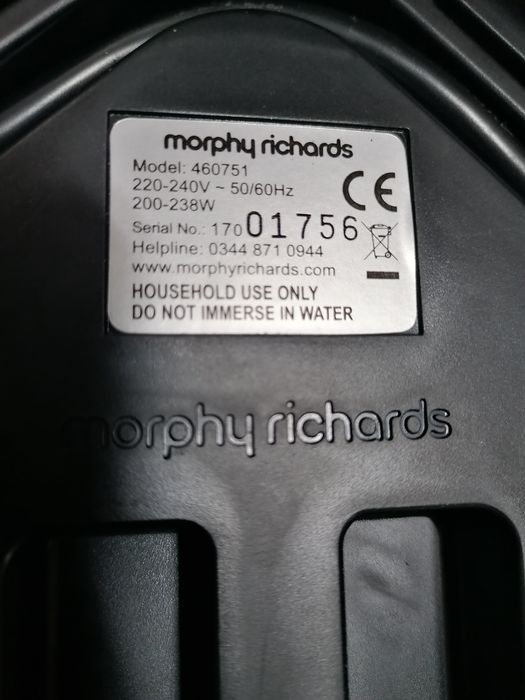 morphy richards
Model: 460751
220-240V ~ 50/60Hz
200-238W
CE
Serial No.: 170 01756
Helpline: 0344 871 0944
www.morphyrichards.com
HOUSEHOLD USE ONLY
DO NOT IMMERSE IN WATER
morphy richards